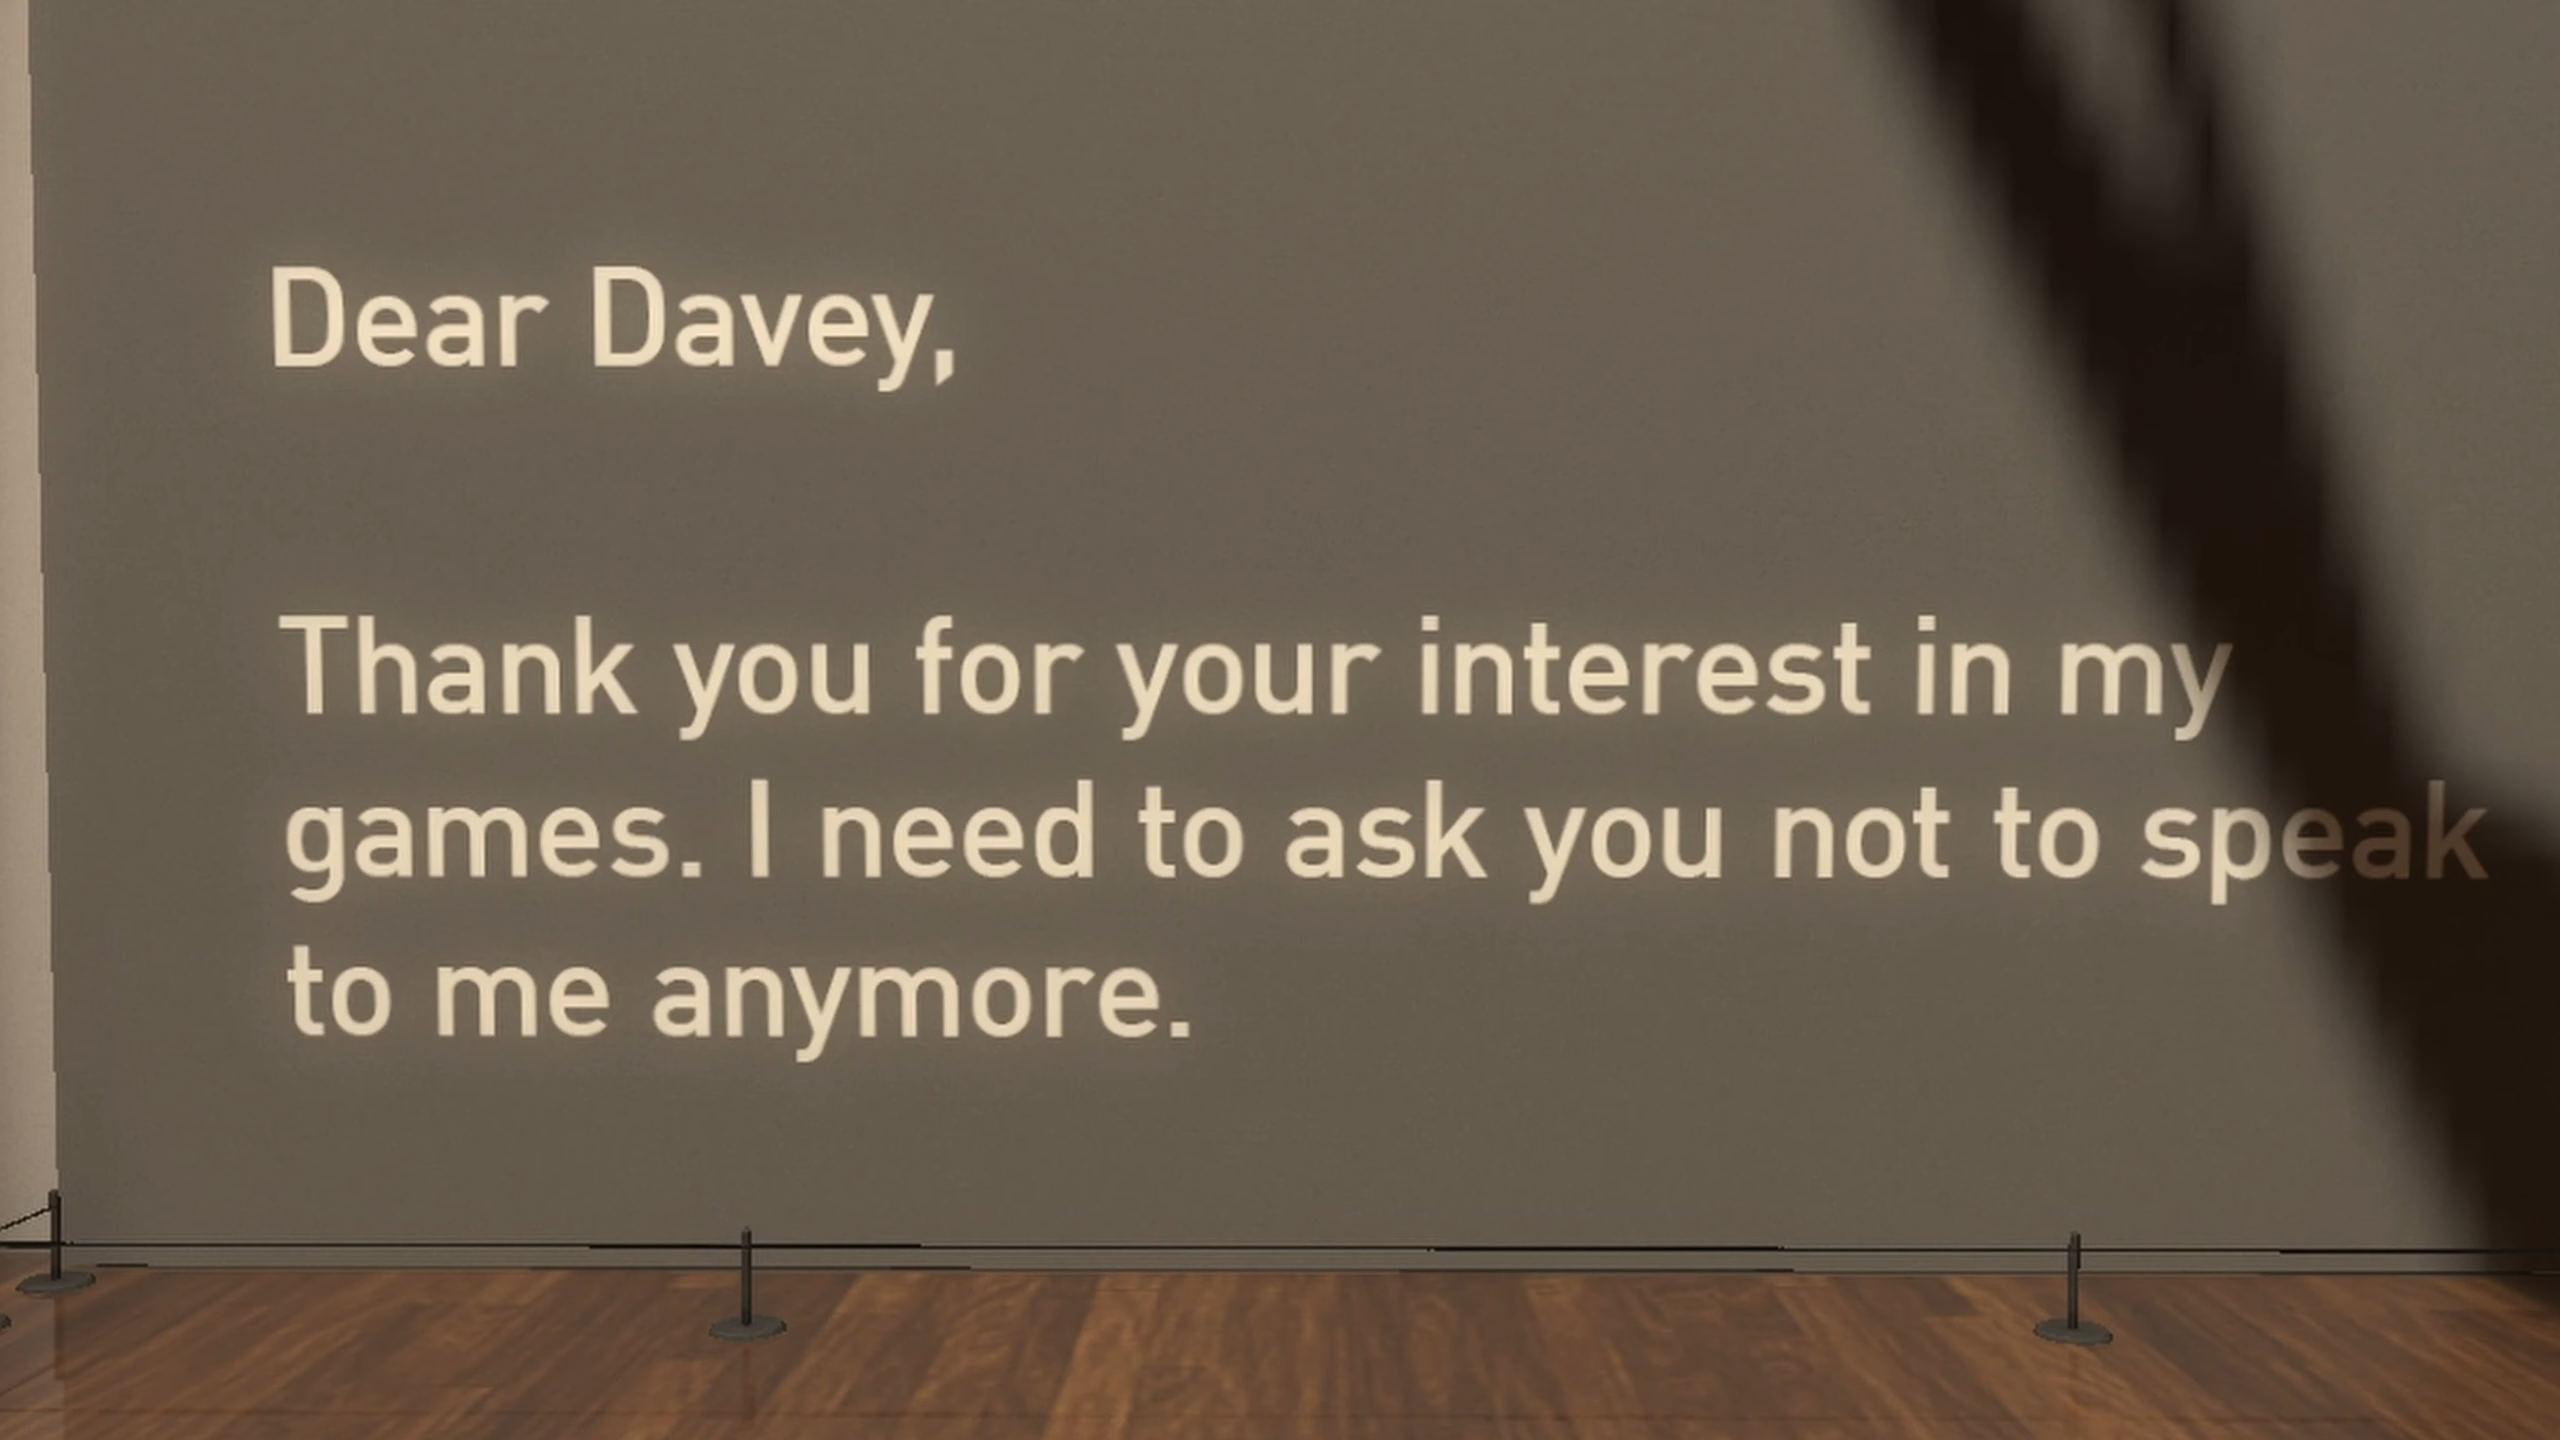 Dear Davey,
Thank you for your interest in my
games. I need to ask you not to speak
to me anymore.